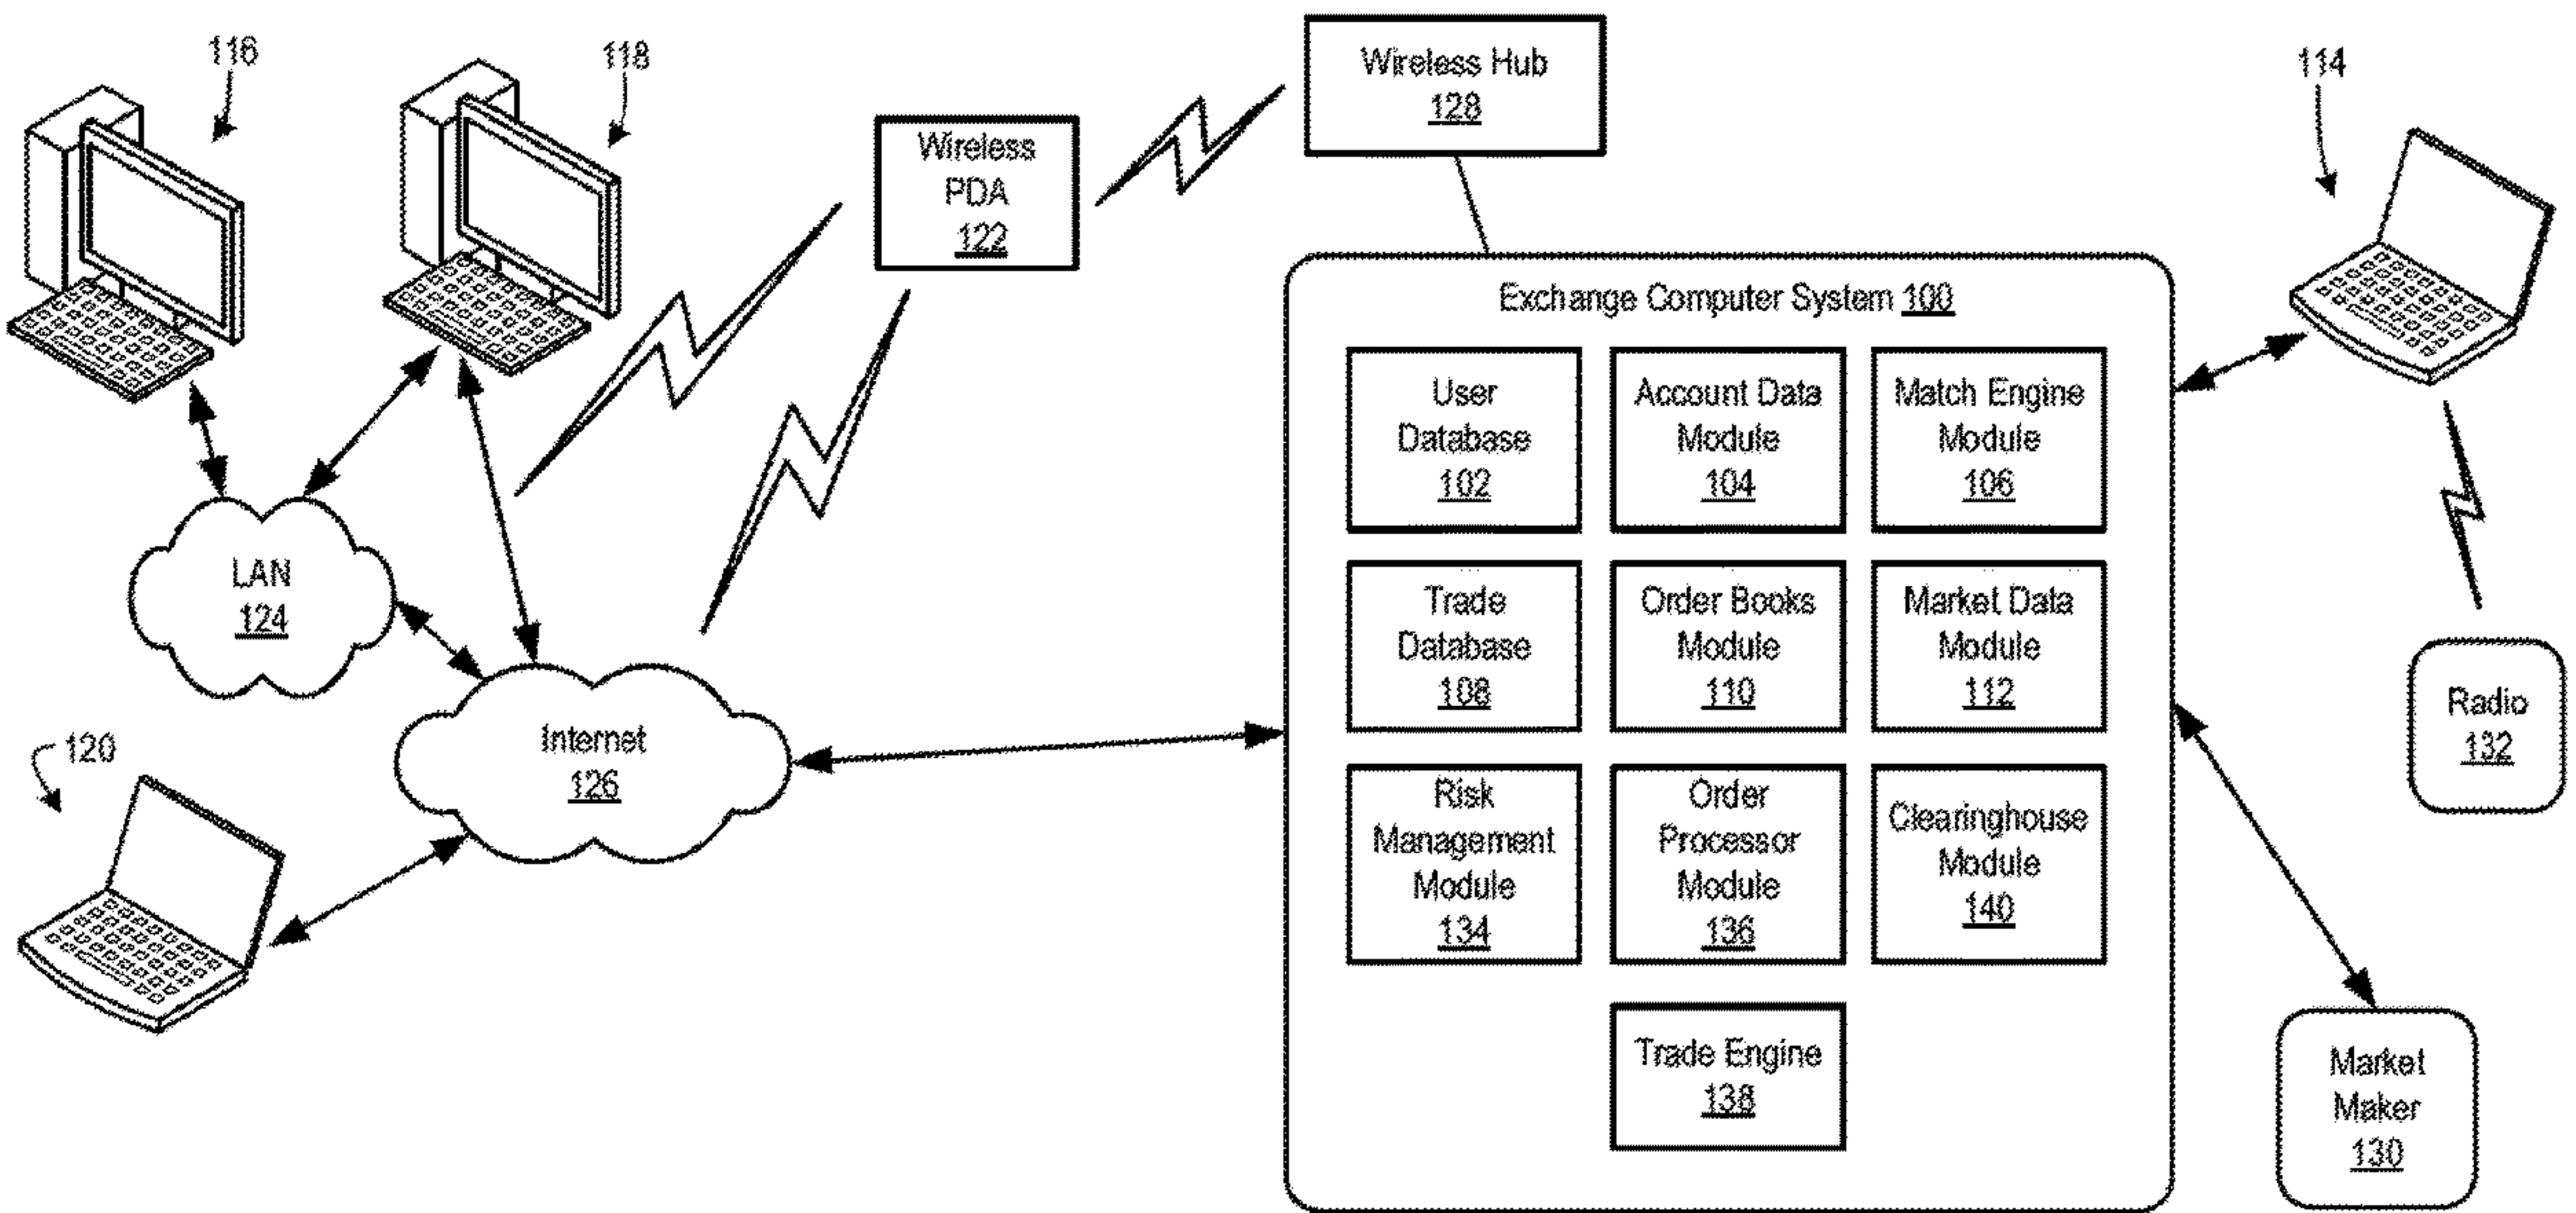 116
118
Wireless Hub
128
114
Wireless
PDA
122
Exchange Computer System 100
User
Database
102
Account Data
Module
104
Match Engine
Module
106
LAN
124
Trade
Database
108
Order Books
Module
110
Market Data
Module
112
Radio
132
120
Internet
126
Risk
Management
Module
134
Order
Processor
Module
136
Clearinghouse
Module
140
Trade Engine
138
Market
Maker
130